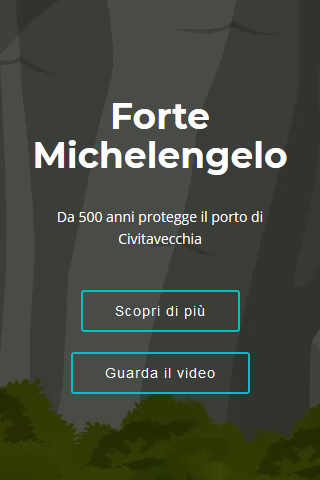 Forte
Michelengelo
Da 500 anni protegge il porto di
Civitavecchia
Scopri di più
Guarda il video